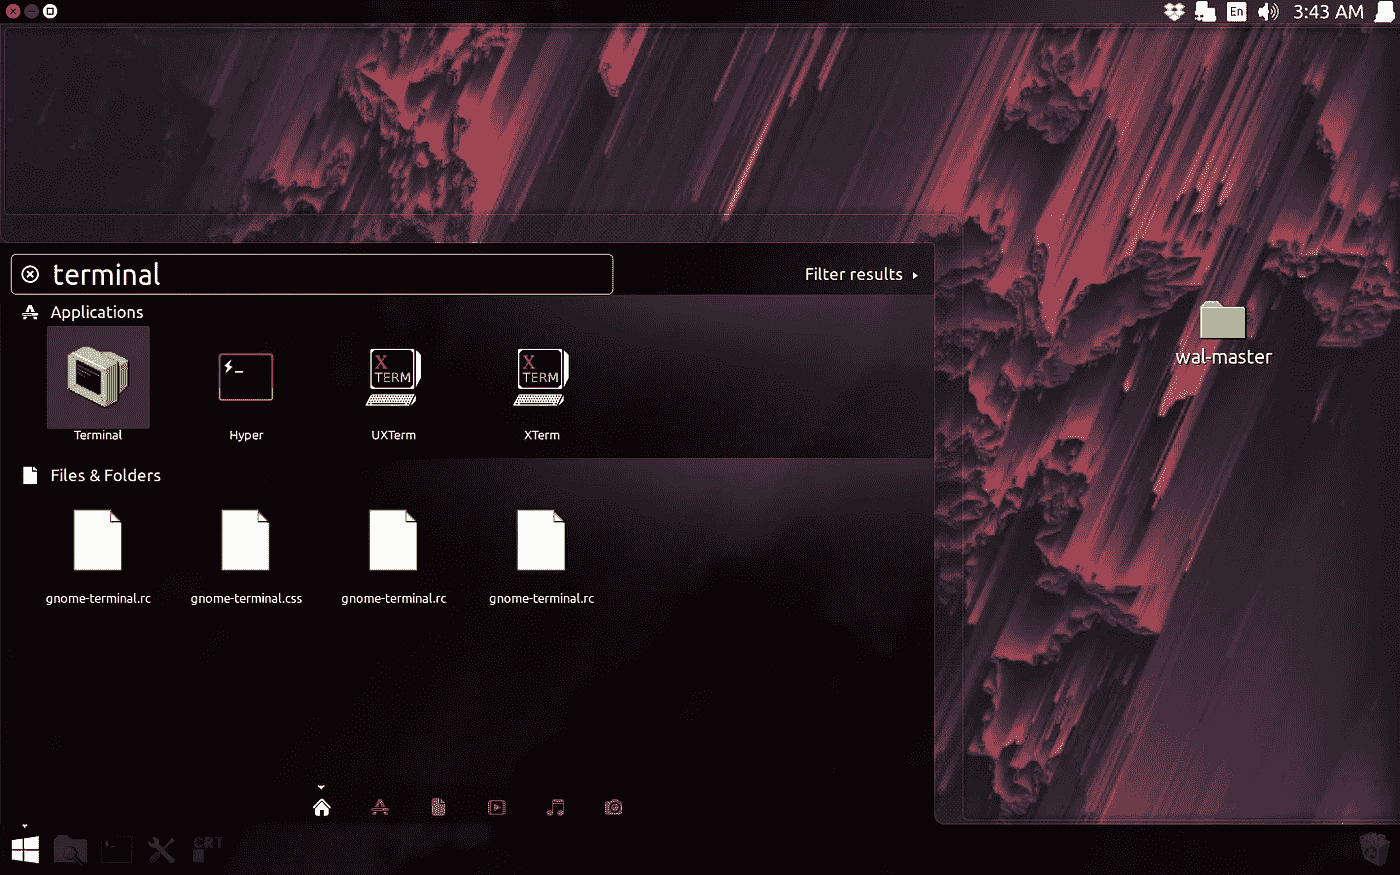 En
3:43 AM
terminal
Filter results
Applications
X
TERM
X
TERM
Terminal
Hyper
UXTerm
XTerm
wal-master
Files & Folders
gnome-terminal.rc
gnome-terminal.css
gnome-terminal.rc
gnome-terminal.rc
CRT